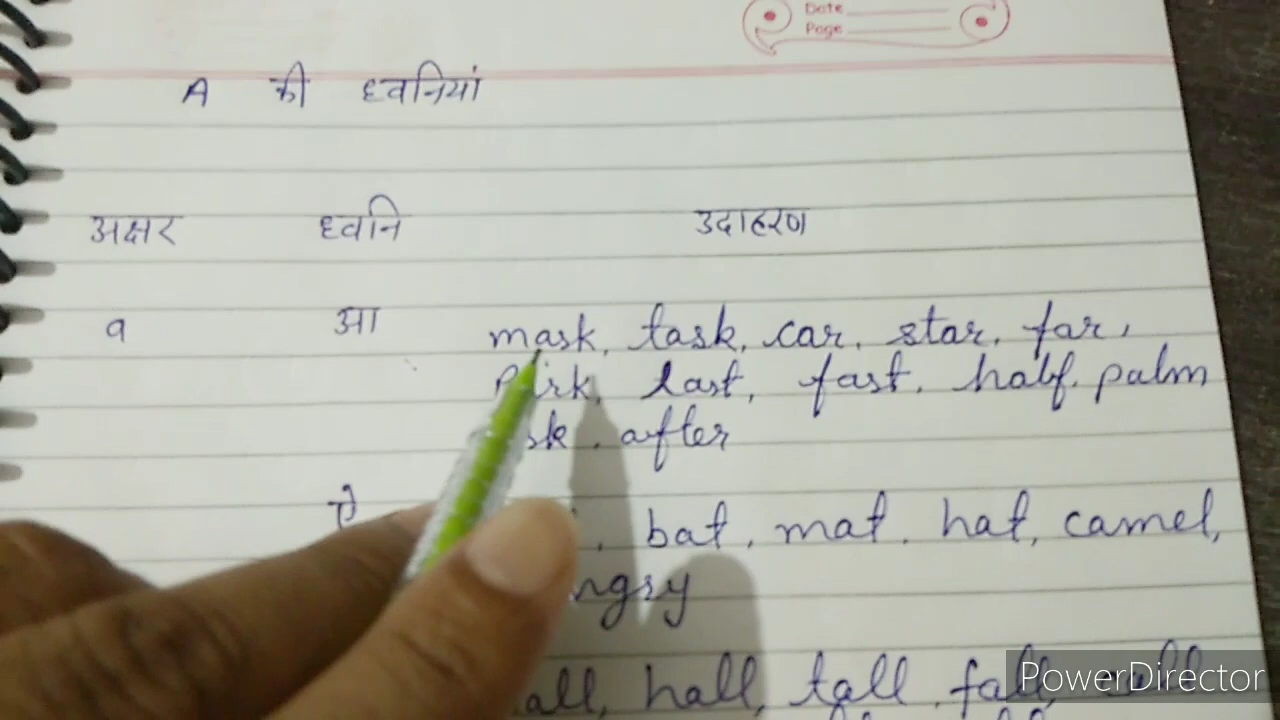 Date
Page
A की ध्वनियां
अक्षर ध्वनि उदाहरण
a आ mask, task, car, star, far,
last, fast, half, palm
after
ऐ bat, mat, hat, camel,
hall, tall, fall,
PowerDirector